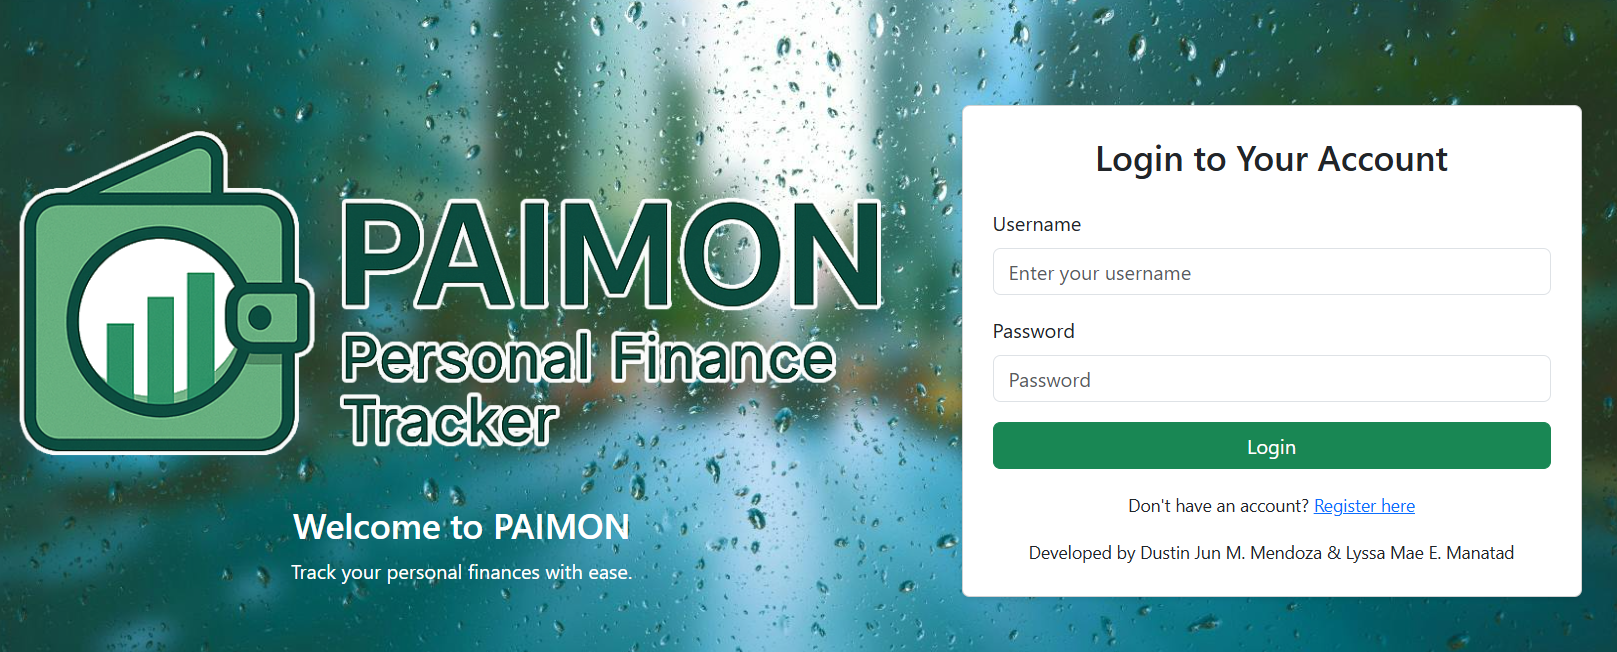 PAIMON
Personal Finance
Tracker
Welcome to PAIMON
Track your personal finances with ease.
Login to Your Account
Username
Enter your username
Password
Password
Login
Don't have an account? Register here
Developed by Dustin Jun M. Mendoza & Lyssa Mae E. Manatad